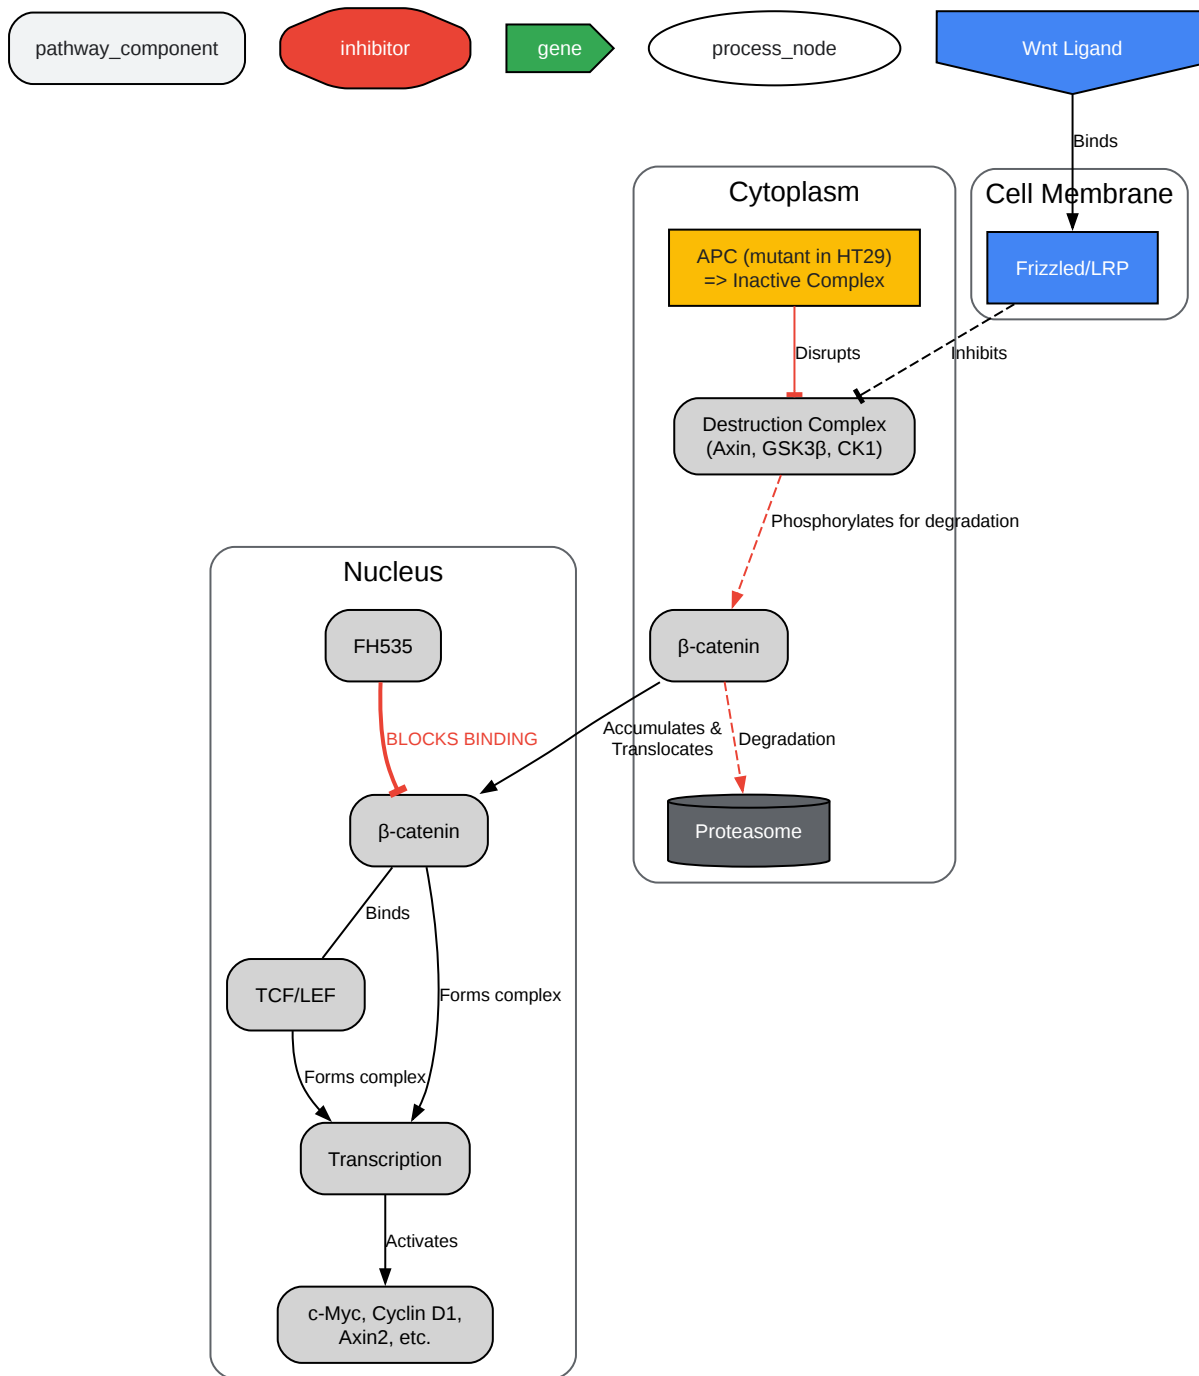 pathway_component
inhibitor
gene
process_node
Wnt Ligand
Binds
Cytoplasm
Cell Membrane
APC (mutant in HT29)
=> Inactive Complex
Frizzled/LRP
Disrupts
Inhibits
Destruction Complex
(Axin, GSK3β, CK1)
Phosphorylates for degradation
Nucleus
FH535
β-catenin
BLOCKS BINDING
Accumulates &
Translocates
Degradation
β-catenin
Proteasome
Binds
TCF/LEF
Forms complex
Forms complex
Transcription
Activates
c-Myc, Cyclin D1,
Axin2, etc.